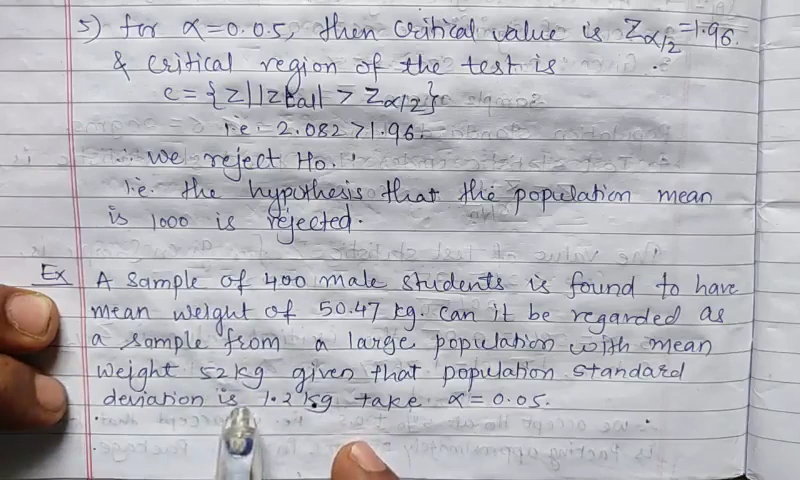 5) for α=0.05, then critical value is Zα/2=1.96.
& critical region of the test is
c = {Z||Zcal| > Zα/2}
i.e. 2.082>1.96.
∴ we reject Ho.
i.e. the hypothesis that the population mean
is 1000 is rejected.
Ex A sample of 400 male students is found to have
mean weight of 50.47 kg. can it be regarded as
a sample from a large population with mean
weight 52kg given that population standard
deviation is 1.2 kg take α = 0.05.